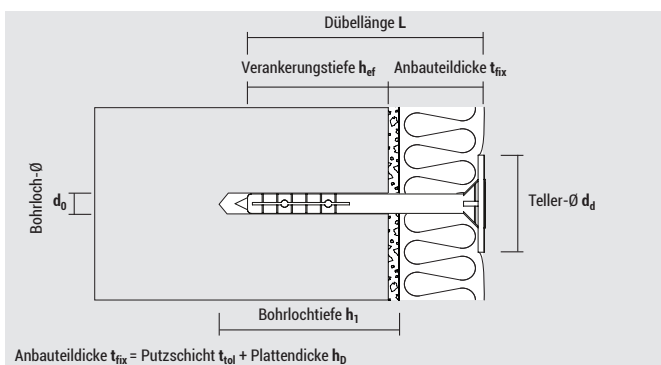 Dübellänge L
Verankerungstiefe hef Anbauteildicke tfix
Bohrloch-Ø
d0
Teller-Ø dd
Bohrlochtiefe h1
Anbauteildicke tfix = Putzschicht ttol + Plattendicke hD